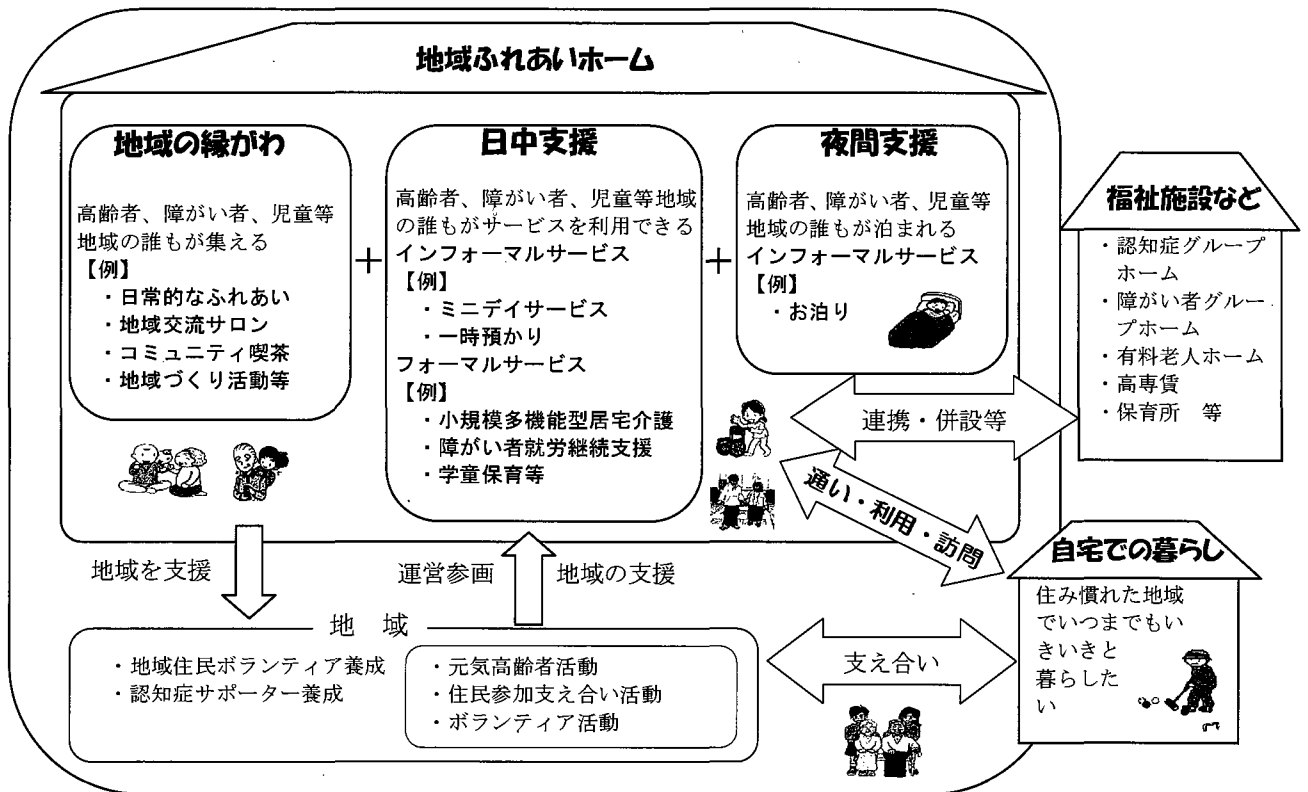 地域ふれあいホーム
地域の縁がわ
高齢者、障がい者、児童等
地域の誰もが集える
【例】
・日常的なふれあい
・地域交流サロン
・コミュニティ喫茶
・地域づくり活動等
＋
日中支援
高齢者、障がい者、児童等地域
の誰もがサービスを利用できる
インフォーマルサービス
【例】
・ミニデイサービス
・一時預かり
フォーマルサービス
【例】
・小規模多機能型居宅介護
・障がい者就労継続支援
・学童保育等
＋
夜間支援
高齢者、障がい者、児童等
地域の誰もが泊まれる
インフォーマルサービス
【例】
・お泊り
連携・併設等
通い・利用・訪問
福祉施設など
・認知症グループ
ホーム
・障がい者グルー
プホーム
・有料老人ホーム
・高専賃
・保育所　等
自宅での暮らし
住み慣れた地域
でいつまでもい
きいきと
暮らした
い
地域を支援
運営参画
地域の支援
地　域
・地域住民ボランティア養成
・認知症サポーター養成
・元気高齢者活動
・住民参加支え合い活動
・ボランティア活動
支え合い